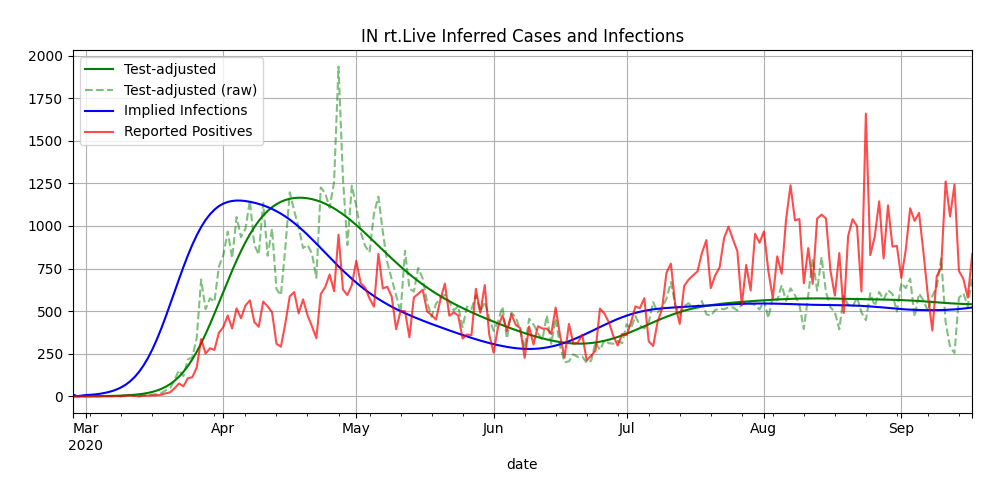 IN rt.Live Inferred Cases and Infections
2000
1750
1500
1250
1000
750
500
250
0
Test-adjusted
Test-adjusted (raw)
Implied Infections
Reported Positives
Mar Apr May Jun Jul Aug Sep
2020
date